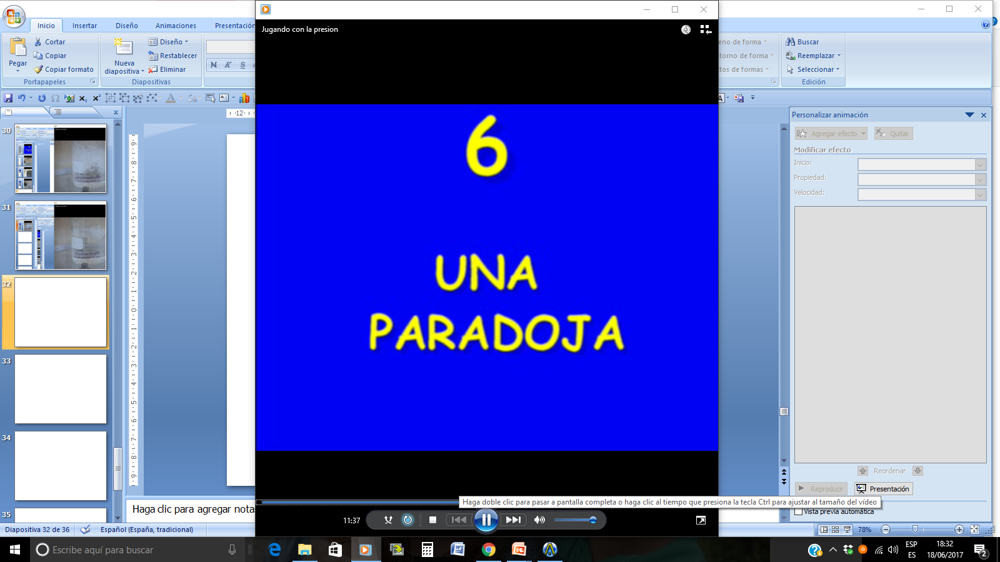 Jugando con la presion
Inicio
Insertar
Diseño
Animaciones
Presentación
Pegar
Cortar
Copiar
Copiar formato
Portapapeles
Nueva
diapositiva
Diseño
Restablecer
Eliminar
Diapositivas
N K S
eno de forma
torno de forma
tos de formas
Buscar
Reemplazar
Seleccionar
Edición
6
UNA
PARADOJA
30
31
32
33
34
35
Personalizar animación
Agregar efecto
Quitar
Modificar efecto
Inicio:
Propiedad:
Velocidad:
Reordenar
Reproducir
Presentación
Vista previa automática
Haga clic para agregar nota
Haga doble clic para pasar a pantalla completa o haga clic al tiempo que presiona la tecla Ctrl para ajustar al tamaño del vídeo
11:37
Diapositiva 32 de 36
Español (España, tradicional)
78%
Escribe aquí para buscar
ESP
ES
18:32
18/06/2017
2